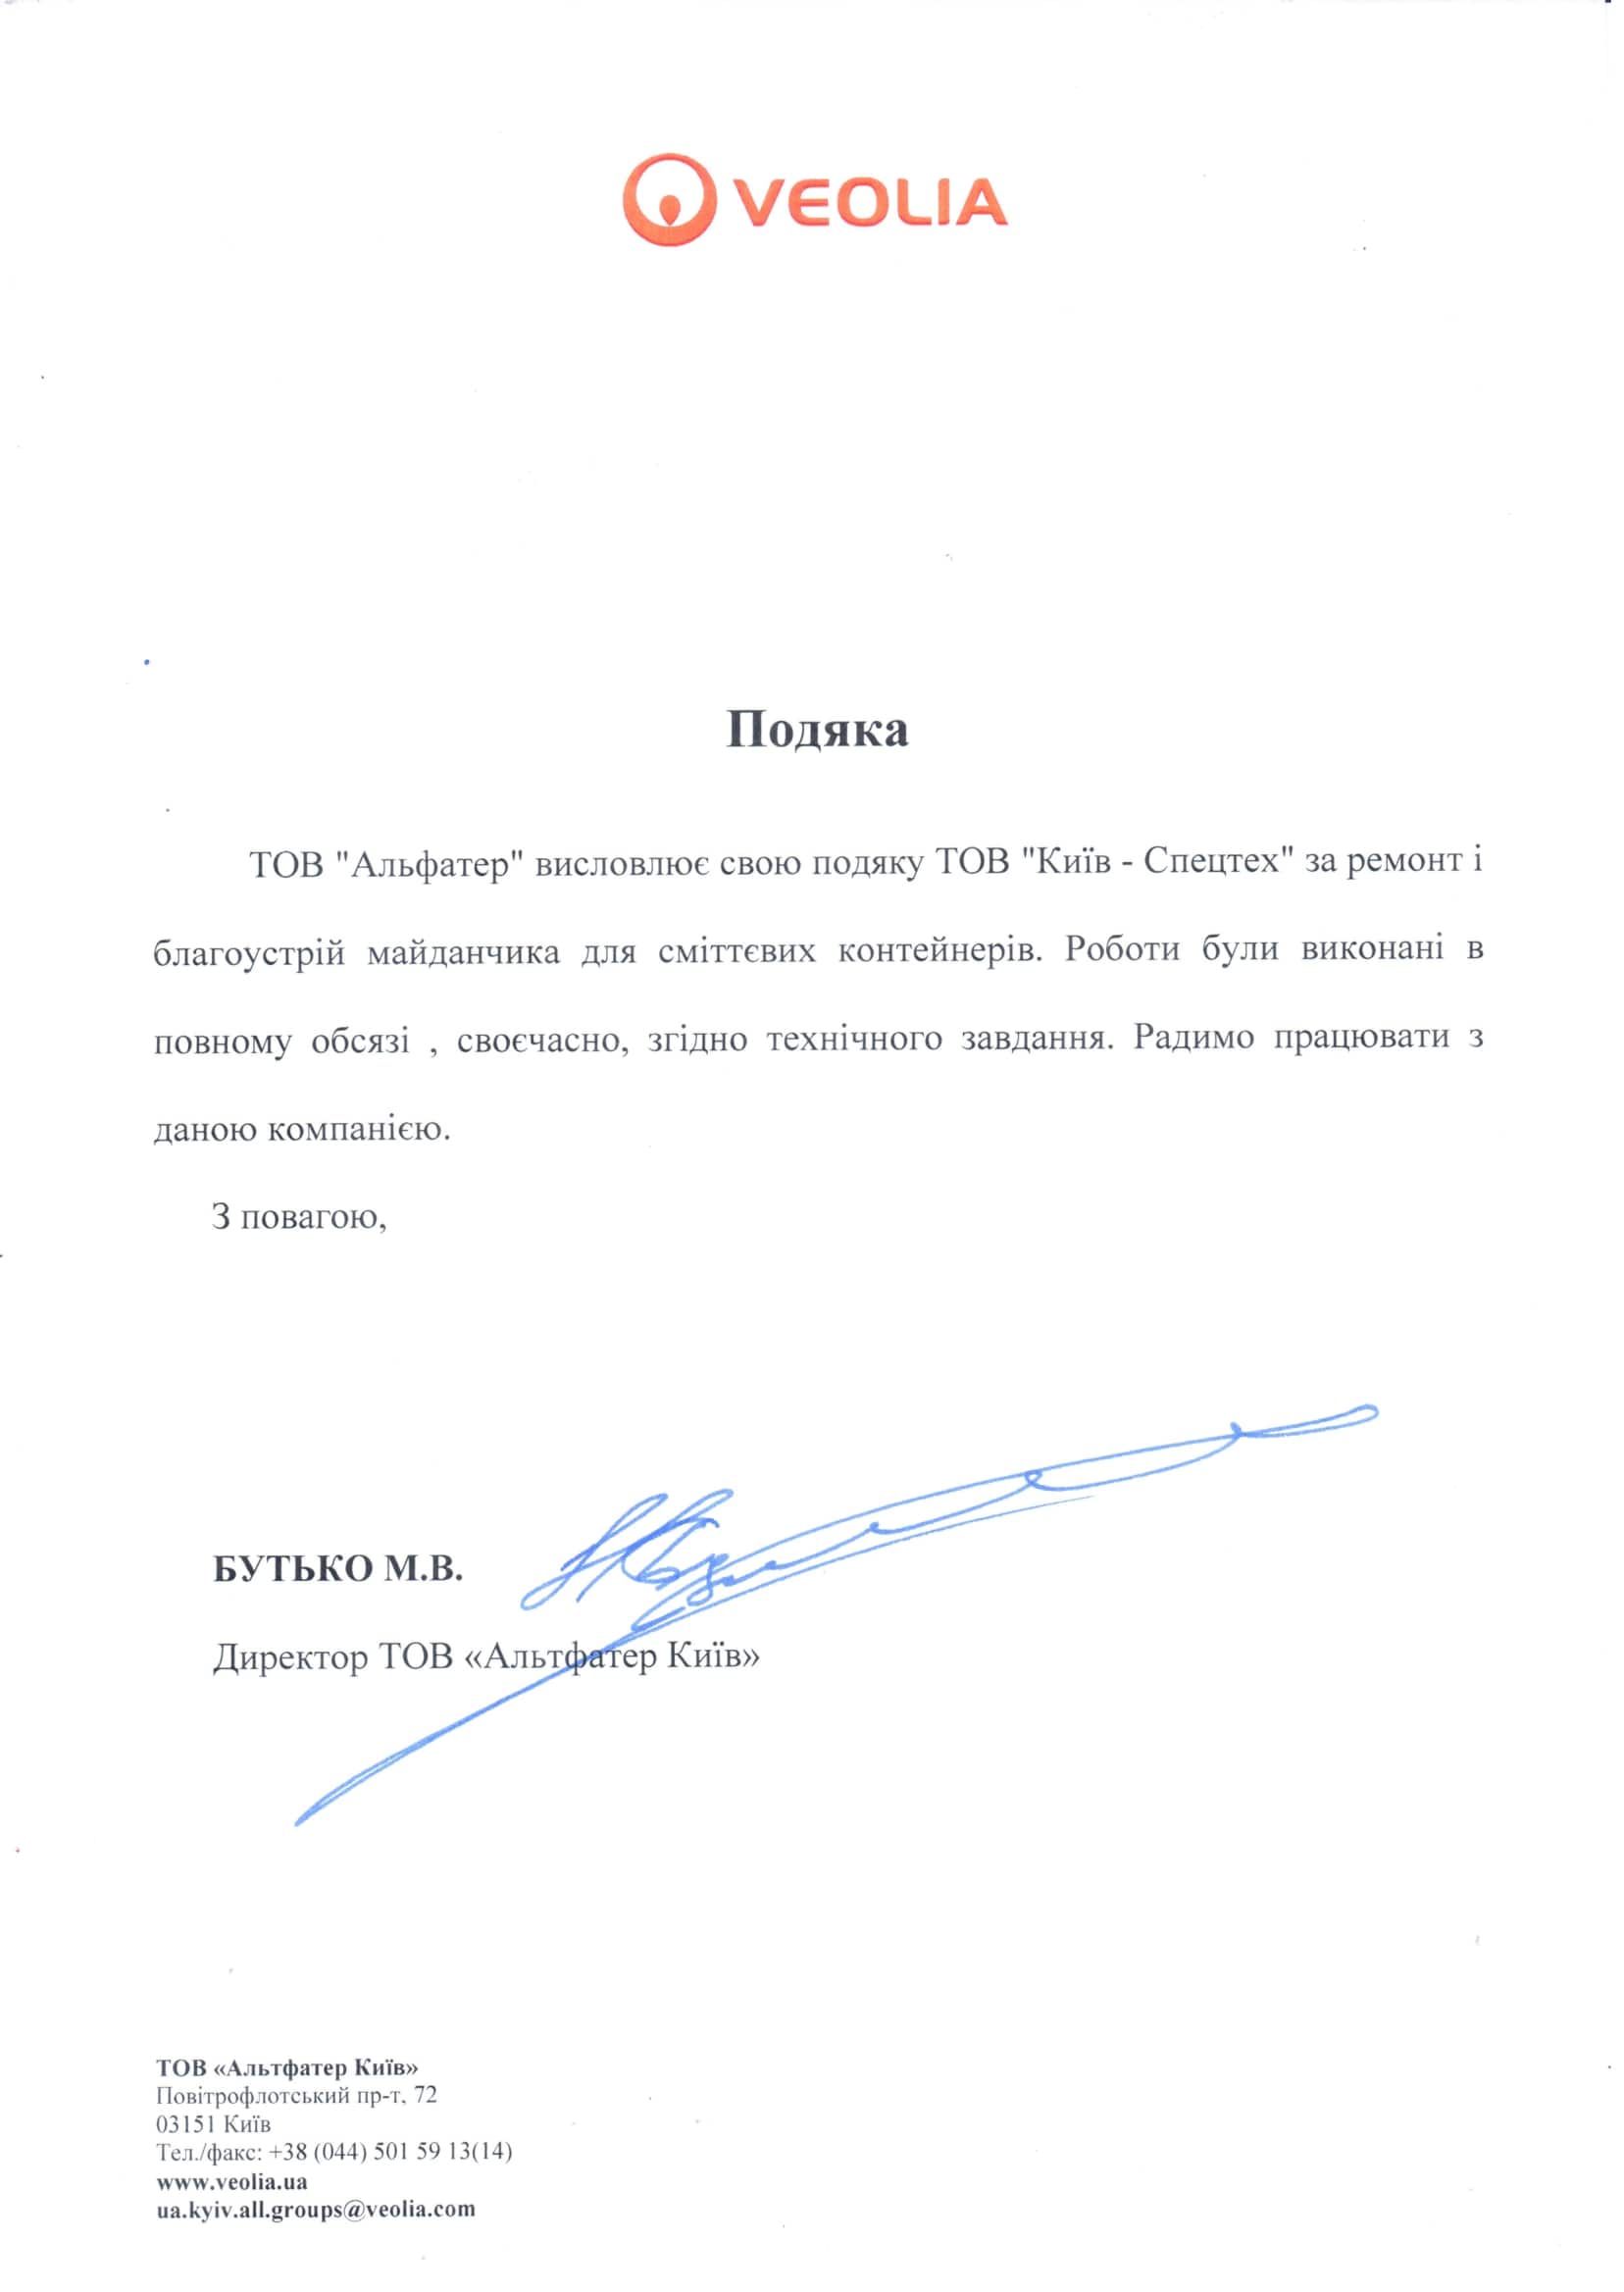 VEOLIA
Подяка
ТОВ "Альфатер" висловлює свою подяку ТОВ "Київ - Спецтех" за ремонт і
благоустрій майданчика для сміттєвих контейнерів. Роботи були виконані в
повному обсязі , своєчасно, згідно технічного завдання. Радимо працювати з
даною компанією.
З повагою,
БУТЬКО М.В.
Директор ТОВ «Альтфатер Київ»
ТОВ «Альтфатер Київ»
Повітрофлотський пр-т, 72
03151 Київ
Тел./факс: +38 (044) 501 59 13(14)
www.veolia.ua
ua.kyiv.all.groups@veolia.com